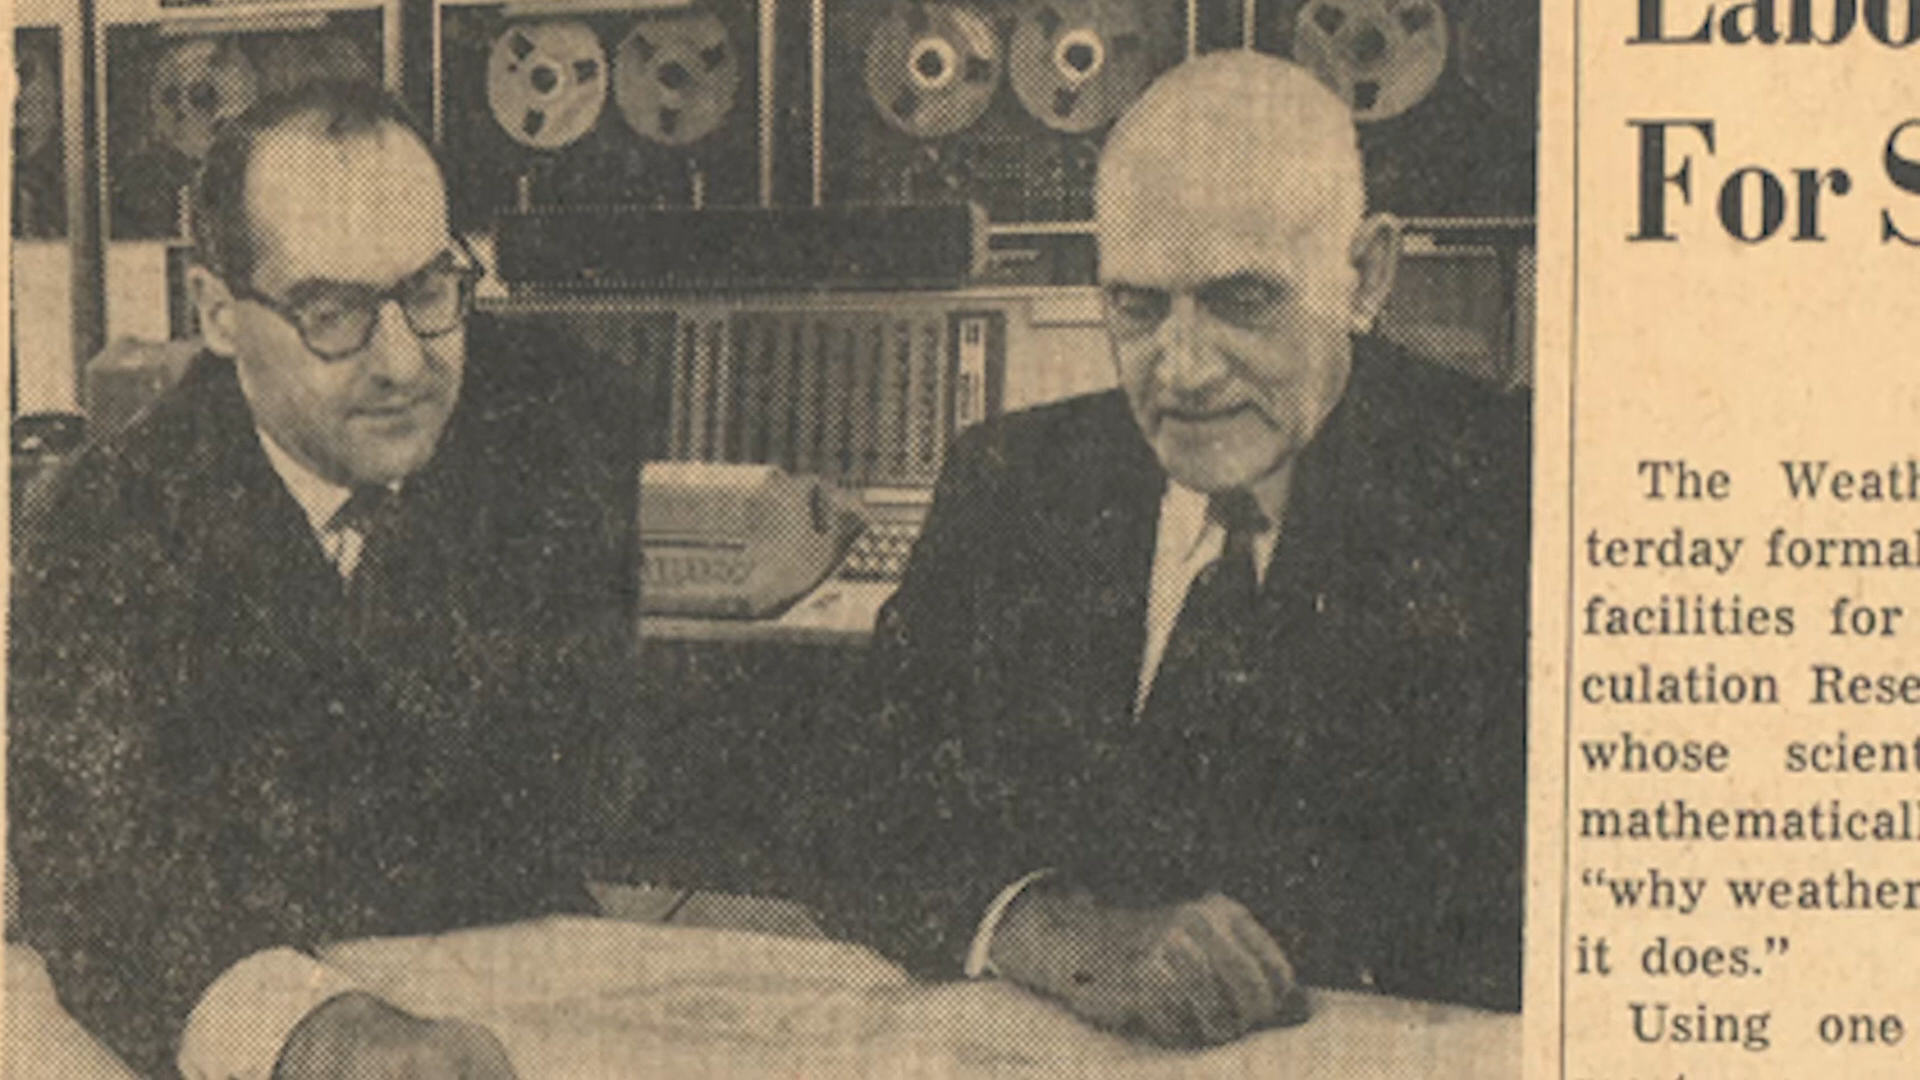 Labo
For S
The Weath
terday formal
facilities for
culation Rese
whose scient
mathematicall
“why weather
it does.”
Using one